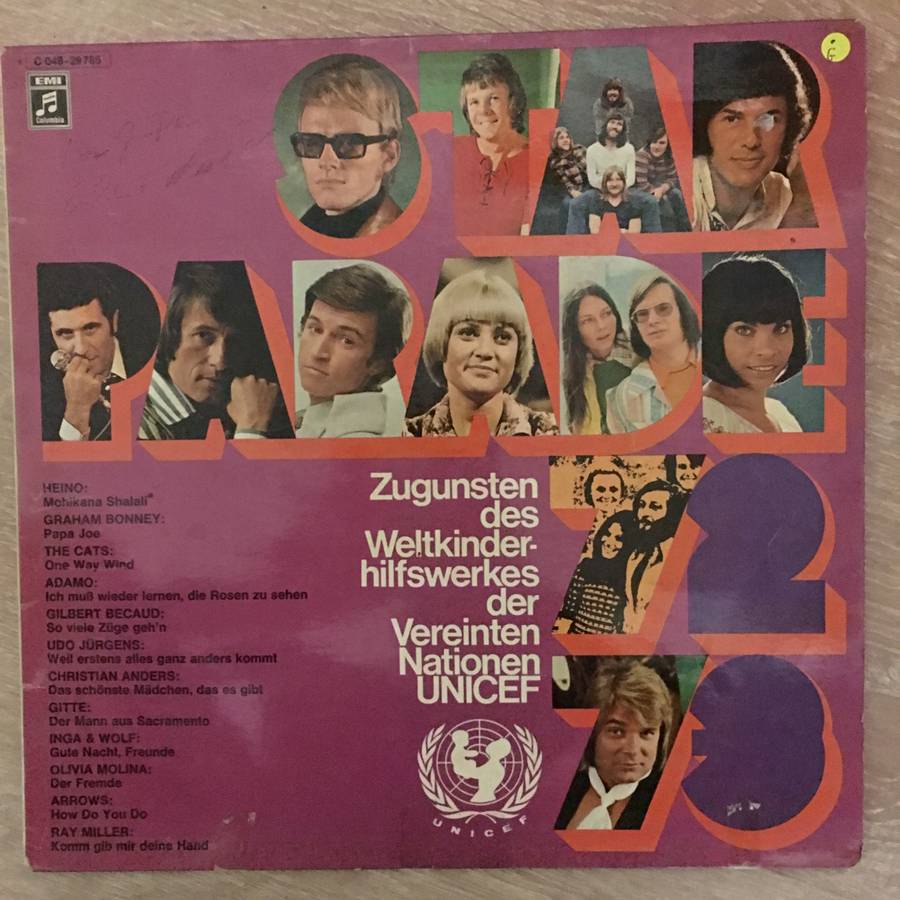 C 048-29 785
EMI
Columbia
STAR
PARADE
72
73
HEINO:
Mohikana Shalali
GRAHAM BONNEY:
Papa Joe
THE CATS:
One Way Wind
ADAMO:
Ich muß wieder lernen, die Rosen zu sehen
GILBERT BECAUD:
So viele Züge geh'n
UDO JÜRGENS:
Weil erstens alles ganz anders kommt
CHRISTIAN ANDERS:
Das schönste Mädchen, das es gibt
GITTE:
Der Mann aus Sacramento
INGA & WOLF:
Gute Nacht, Freunde
OLIVIA MOLINA:
Der Fremde
ARROWS:
How Do You Do
RAY MILLER:
Komm gib mir deine Hand
Zugunsten
des
Weltkinder-
hilfswerkes
der
Vereinten
Nationen
UNICEF
UNICEF